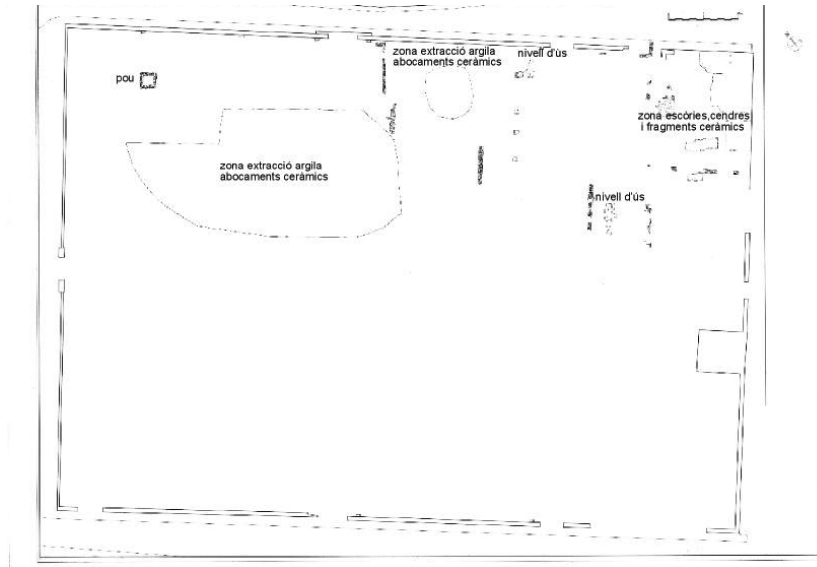 zona extracció argila
abocaments ceràmics
nivell d'ús
pou
zona escòries,cendres
i fragments ceràmics
zona extracció argila
abocaments ceràmics
nivell d'ús